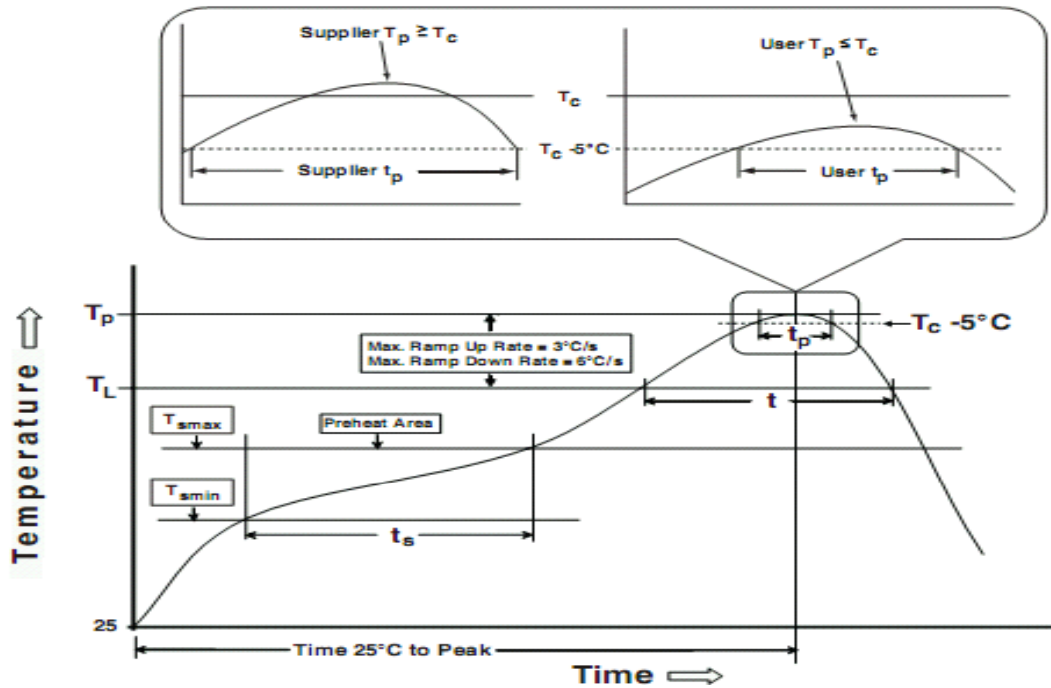 Supplier Tp ≥ Tc
User Tp ≤ Tc
Tc
Tc -5°C
Supplier tp
User tp
Tp
Tc -5°C
tp
Max. Ramp Up Rate = 3°C/s
Max. Ramp Down Rate = 6°C/s
TL
t
Tsmax
Preheat Area
Tsmin
ts
Temperature
25
Time 25°C to Peak
Time